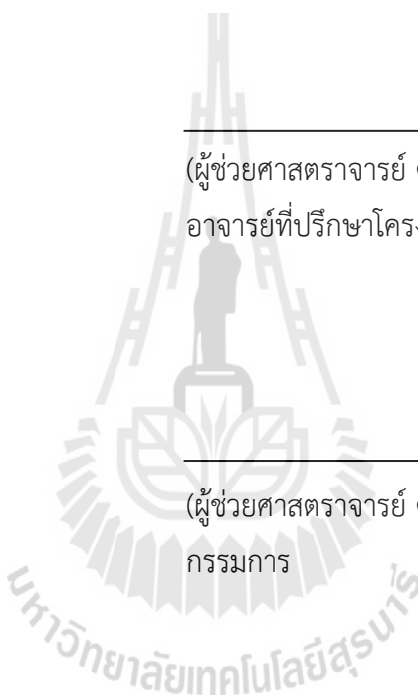 (ผู้ช่วยศาสตราจารย์
อาจารย์ที่ปรึกษาโครง
(ผู้ช่วยศาสตราจารย์
กรรมการ
มหาวิทยาลัยเทคโนโลยีสุรนารี